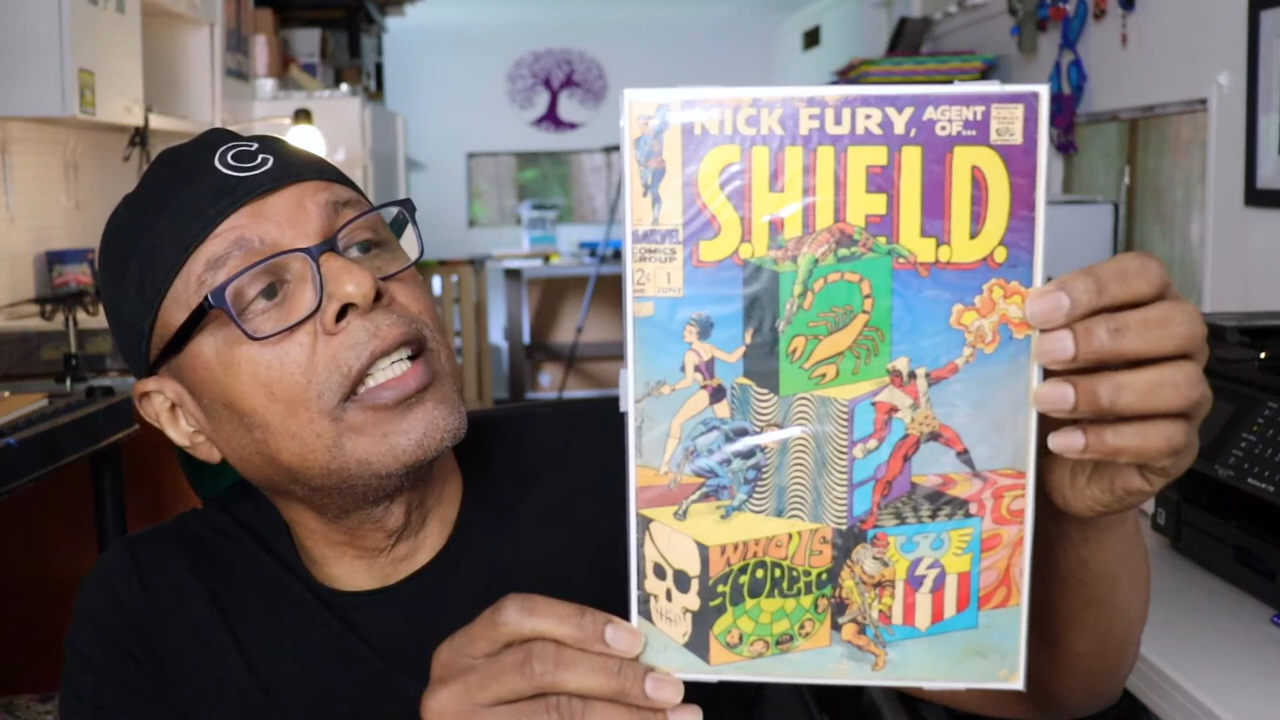 C
NICK FURY, AGENT
OF...
S.H.I.E.L.D.
MARVEL
COMICS
GROUP
12¢ 1
JUNE
WHO IS
SCORPIO